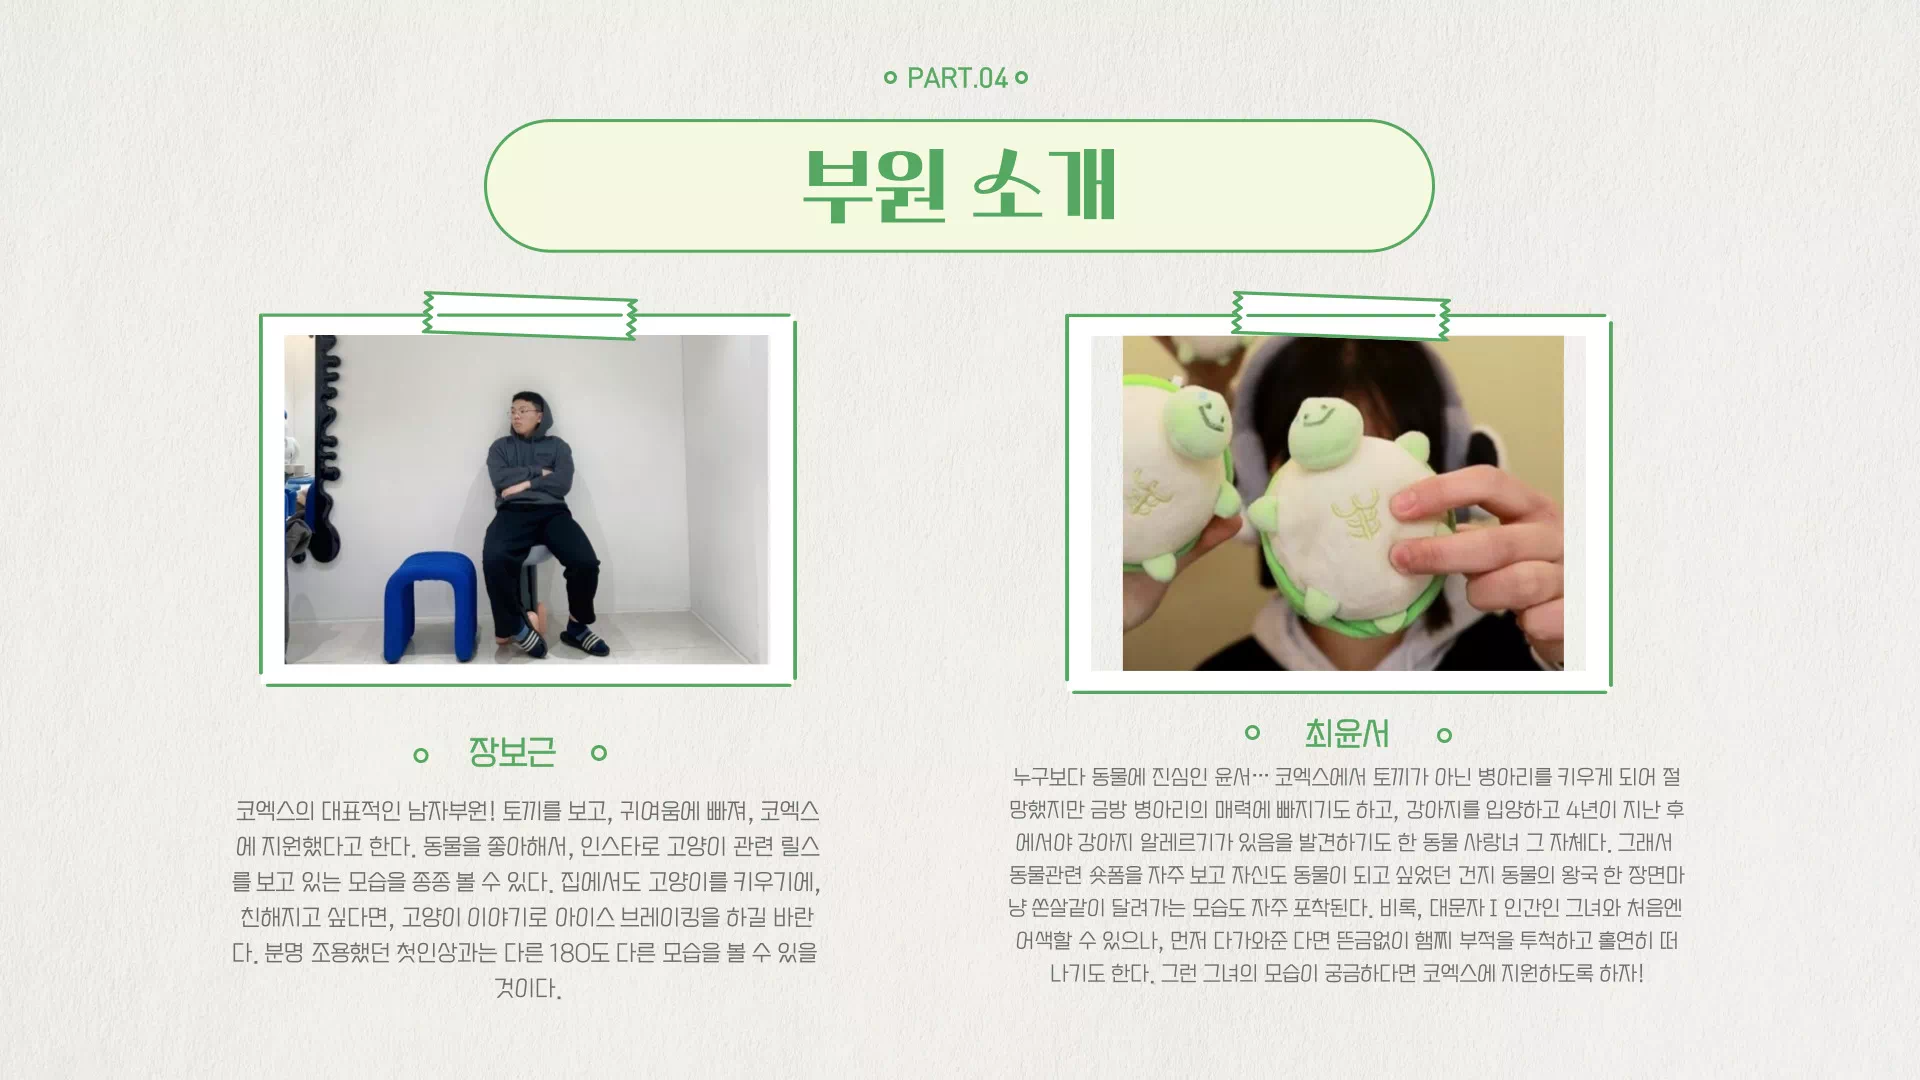 PART.04
부원 소개
장보근
코엑스의 대표적인 남자부원! 토끼를 보고, 귀여움에 빠져, 코엑스
에 지원했다고 한다. 동물을 좋아해서, 인스타로 고양이 관련 릴스
를 보고 있는 모습을 종종 볼 수 있다. 집에서도 고양이를 키우기에,
친해지고 싶다면, 고양이 이야기로 아이스 브레이킹을 하길 바란
다. 분명 조용했던 첫인상과는 다른 180도 다른 모습을 볼 수 있을
것이다.
최윤서
누구보다 동물에 진심인 윤서… 코엑스에서 토끼가 아닌 병아리를 키우게 되어 절
망했지만 금방 병아리의 매력에 빠지기도 하고, 강아지를 입양하고 4년이 지난 후
에서야 강아지 알레르기가 있음을 발견하기도 한 동물 사랑녀 그 자체다. 그래서
동물관련 숏폼을 자주 보고 자신도 동물이 되고 싶었던 건지 동물의 왕국 한 장면마
냥 쏜살같이 달려가는 모습도 자주 포착된다. 비록, 대문자 I 인간인 그녀와 처음엔
어색할 수 있으나, 먼저 다가와준 다면 뜬금없이 햄찌 부적을 투척하고 홀연히 떠
나기도 한다. 그런 그녀의 모습이 궁금하다면 코엑스에 지원하도록 하자!